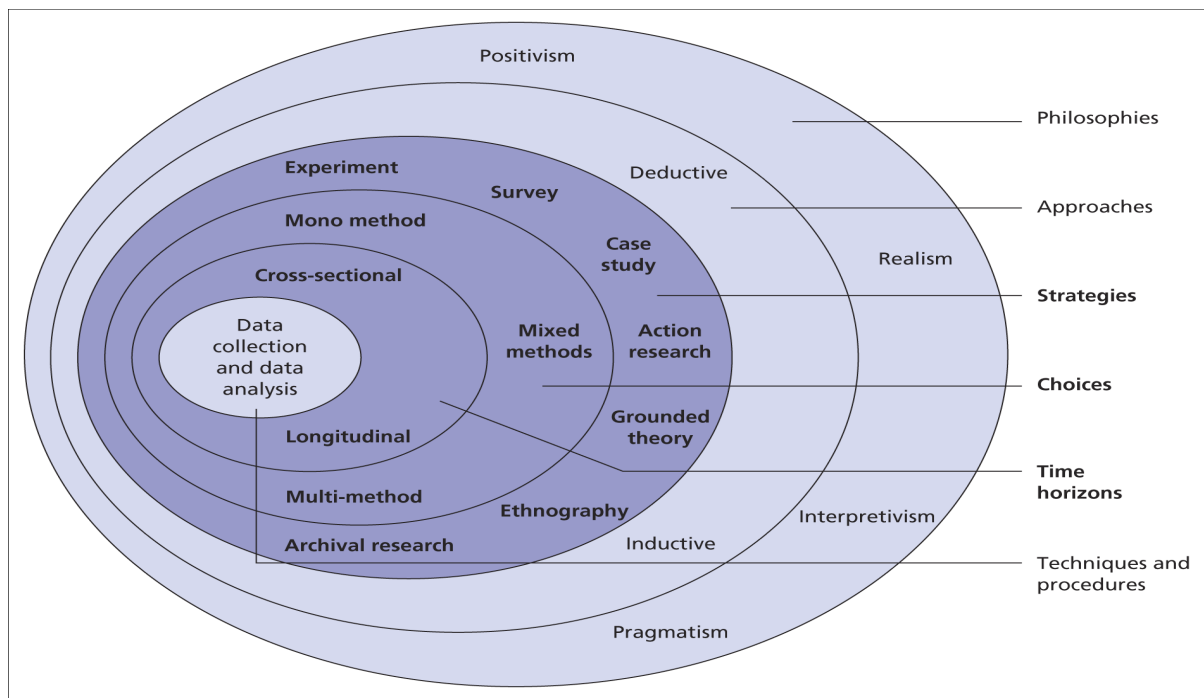 Positivism
Philosophies
Experiment
Deductive
Survey
Approaches
Mono method
Case
study
Realism
Cross-sectional
Strategies
Data
collection
and data
analysis
Mixed
methods
Action
research
Choices
Grounded
theory
Longitudinal
Time
horizons
Multi-method
Ethnography
Interpretivism
Archival research
Inductive
Techniques and
procedures
Pragmatism